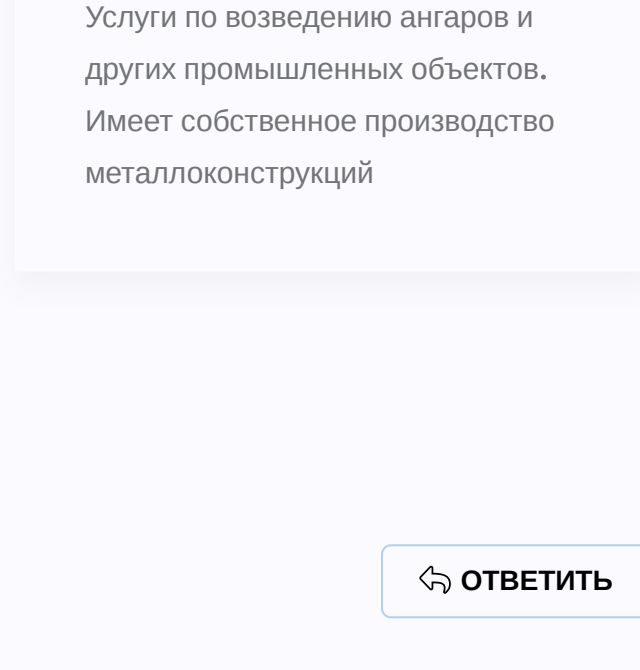 Услуги по возведению ангаров и
других промышленных объектов.
Имеет собственное производство
металлоконструкций
ОТВЕТИТЬ